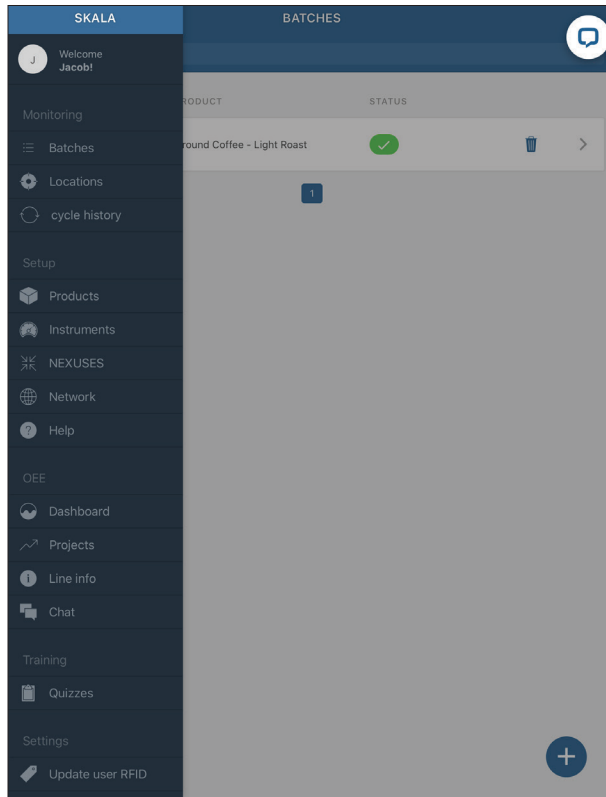 SKALA
BATCHES
J
Welcome
Jacob!
Monitoring
Batches
Locations
cycle history
Setup
Products
Instruments
NEXUSES
Network
Help
OEE
Dashboard
Projects
Line info
Chat
Training
Quizzes
Settings
Update user RFID
RODUCT STATUS
round Coffee - Light Roast
1